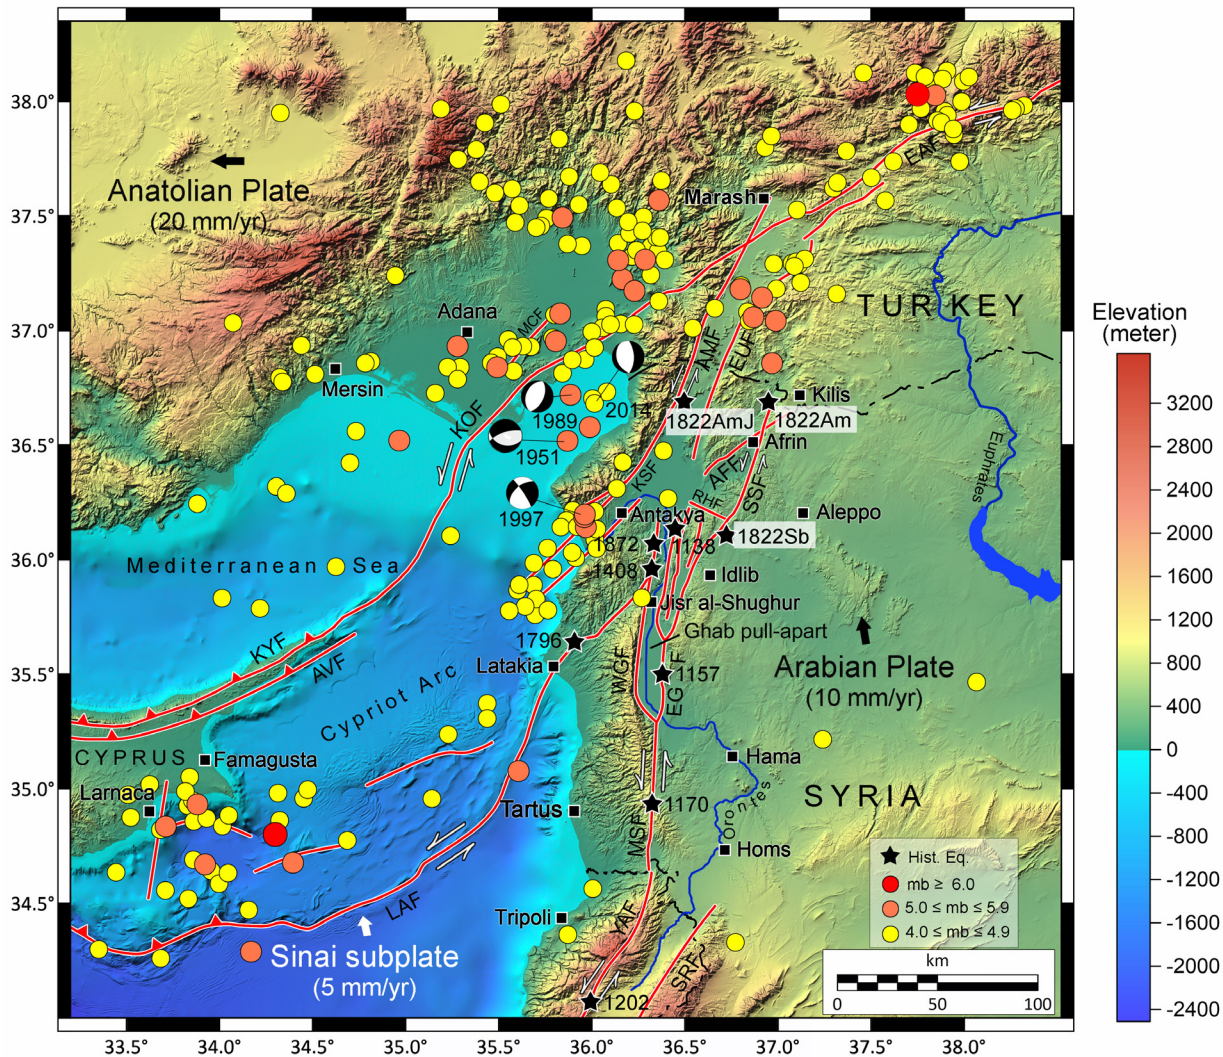 38.0°
37.5°
37.0°
36.5°
36.0°
35.5°
35.0°
34.5°
33.5°
34.0°
34.5°
35.0°
35.5°
36.0°
36.5°
37.0°
37.5°
38.0°
Anatolian Plate
(20 mm/yr)
Marash
EAF
TURKEY
Adana
MCF
Mersin
AMF
EUF
Kilis
1989
2014
1822AmJ
1822Am
KOF
1951
Afrin
AFF
KSF
SSF
RHF
Euphrates
1997
Antakya
Aleppo
1822Sb
1872
1138
1408
Idlib
Mediterranean Sea
Jisr al-Shughur
Ghab pull-apart
1796
Latakia
KYF
AVF
WGF
EGF
1157
Arabian Plate
(10 mm/yr)
Cypriot Arc
CYPRUS
Famagusta
Larnaca
Hama
Orontes
SYRIA
Tartus
1170
MSF
Homs
LAF
Tripoli
YAF
SRF
Sinai subplate
(5 mm/yr)
1202
Hist. Eq.
mb ≥ 6.0
5.0 ≤ mb ≤ 5.9
4.0 ≤ mb ≤ 4.9
km
0 50 100
Elevation
(meter)
3200
2800
2400
2000
1600
1200
800
400
0
-400
-800
-1200
-1600
-2000
-2400